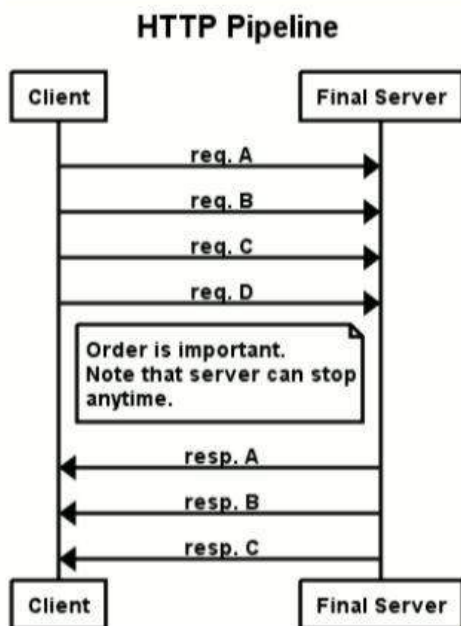 HTTP Pipeline
Client
Final Server
req. A
req. B
req. C
req. D
Order is important.
Note that server can stop
anytime.
resp. A
resp. B
resp. C
Client
Final Server